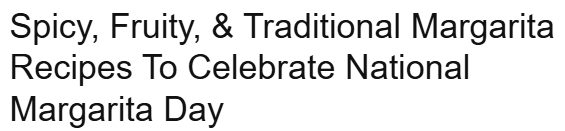 Spicy, Fruity, & Traditional Margarita
Recipes To Celebrate National
Margarita Day